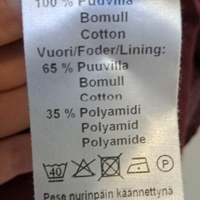 100 % Puuvilla
Bomull
Cotton
Vuori/Foder/Lining:
65 % Puuvilla
Bomull
Cotton
35 % Polyamidi
Polyamid
Polyamide
40 P
Pese nurinpäin käännettynä